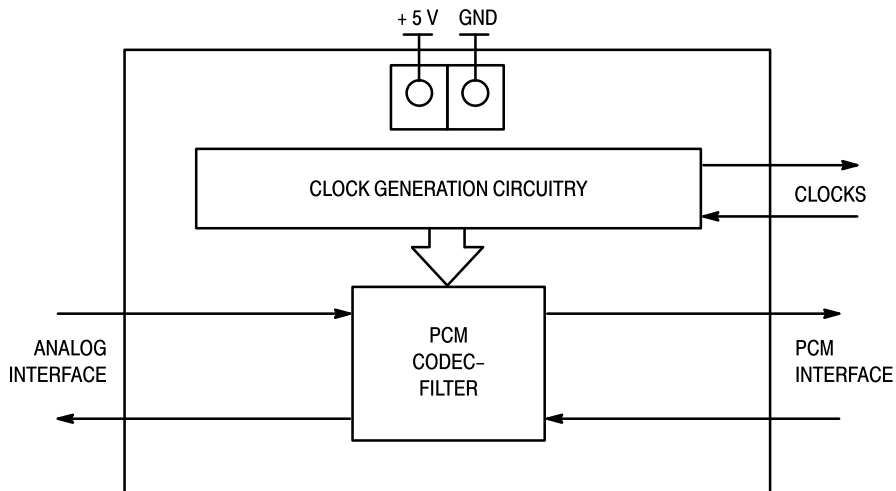 + 5 V GND
CLOCK GENERATION CIRCUITRY
CLOCKS
ANALOG
INTERFACE
PCM
CODEC–
FILTER
PCM
INTERFACE